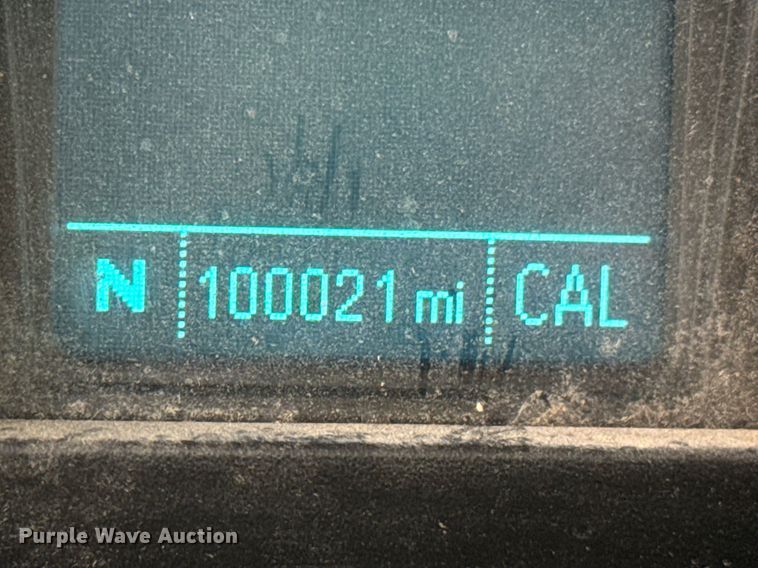 N 100021 mi CAL
Purple Wave Auction